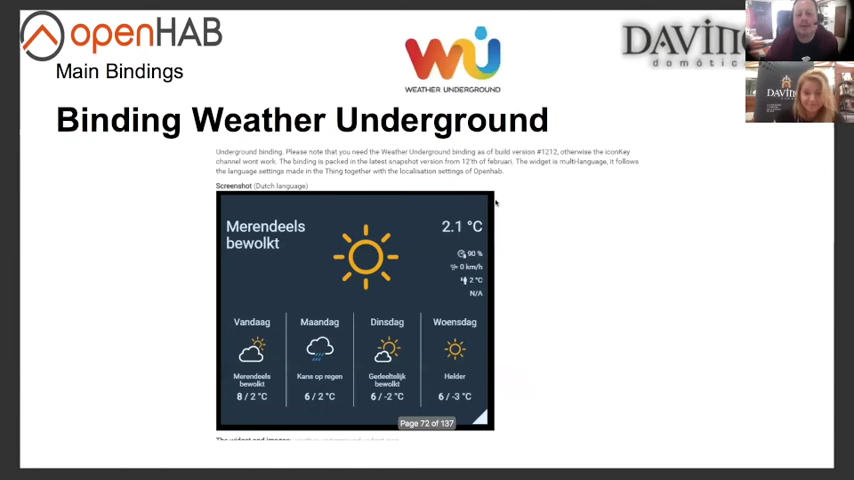 openHAB
DAVINC
domótic
Main Bindings
WEATHER UNDERGROUND
DAVINC
Binding Weather Underground
Underground binding. Please note that you need the Weather Underground binding as of build version #1212, otherwise the iconKey
channel wont work. The binding is packed in the latest snapshot version from 12'th of februari. The widget is multi-language, it follows
the language settings made in the Thing together with the localisation settings of Openhab.
Screenshot (Dutch language)
Merendeels
bewolkt
2.1 °C
90 %
0 km/h
2 °C
N/A
Vandaag Maandag Dinsdag Woensdag
Merendeels
bewolkt
Kans op regen
Gedeeltelijk
bewolkt
Helder
8 / 2 °C 6 / 2 °C 6 / -2 °C 6 / -3 °C
Page 72 of 137